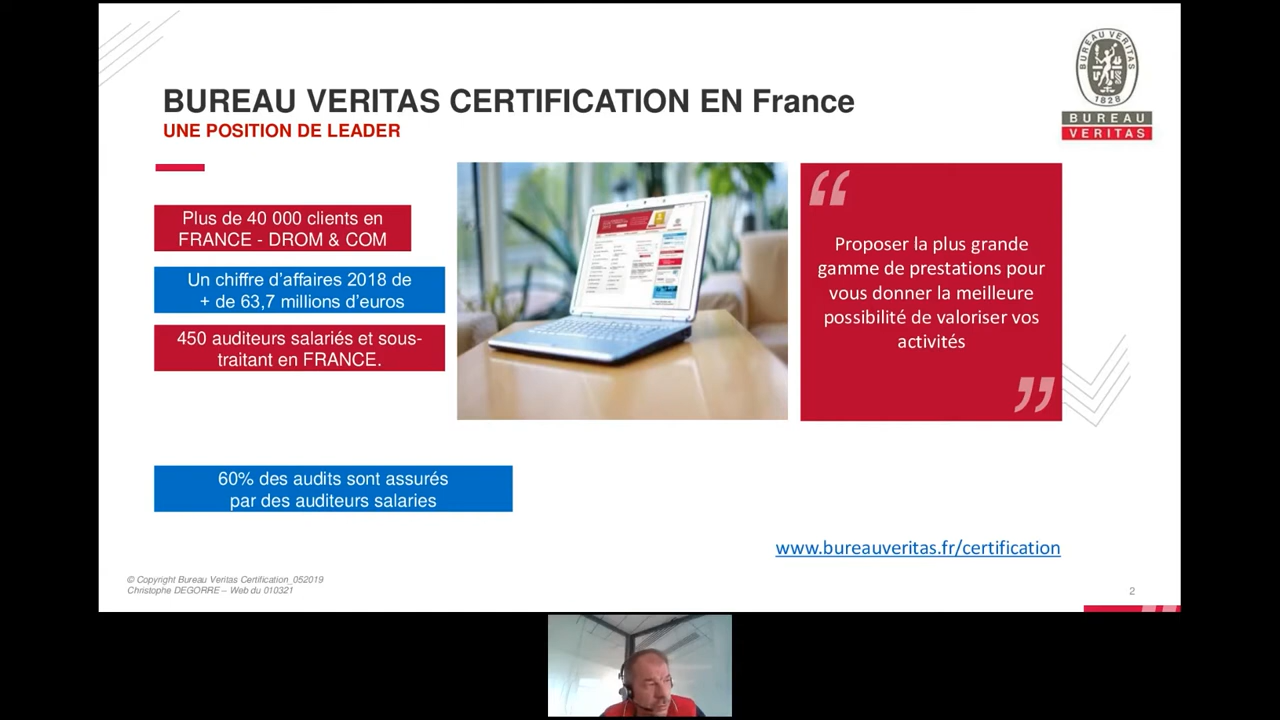 BUREAU VERITAS CERTIFICATION EN France
UNE POSITION DE LEADER
BUREAU VERITAS
1828
BUREAU
VERITAS
Plus de 40 000 clients en
FRANCE - DROM & COM
Un chiffre d’affaires 2018 de
+ de 63,7 millions d’euros
450 auditeurs salariés et sous-
traitant en FRANCE.
“
Proposer la plus grande
gamme de prestations pour
vous donner la meilleure
possibilité de valoriser vos
activités
”
60% des audits sont assurés
par des auditeurs salaries
www.bureauveritas.fr/certification
© Copyright Bureau Veritas Certification_052019
Christophe DEGORRE – Web du 010321
2